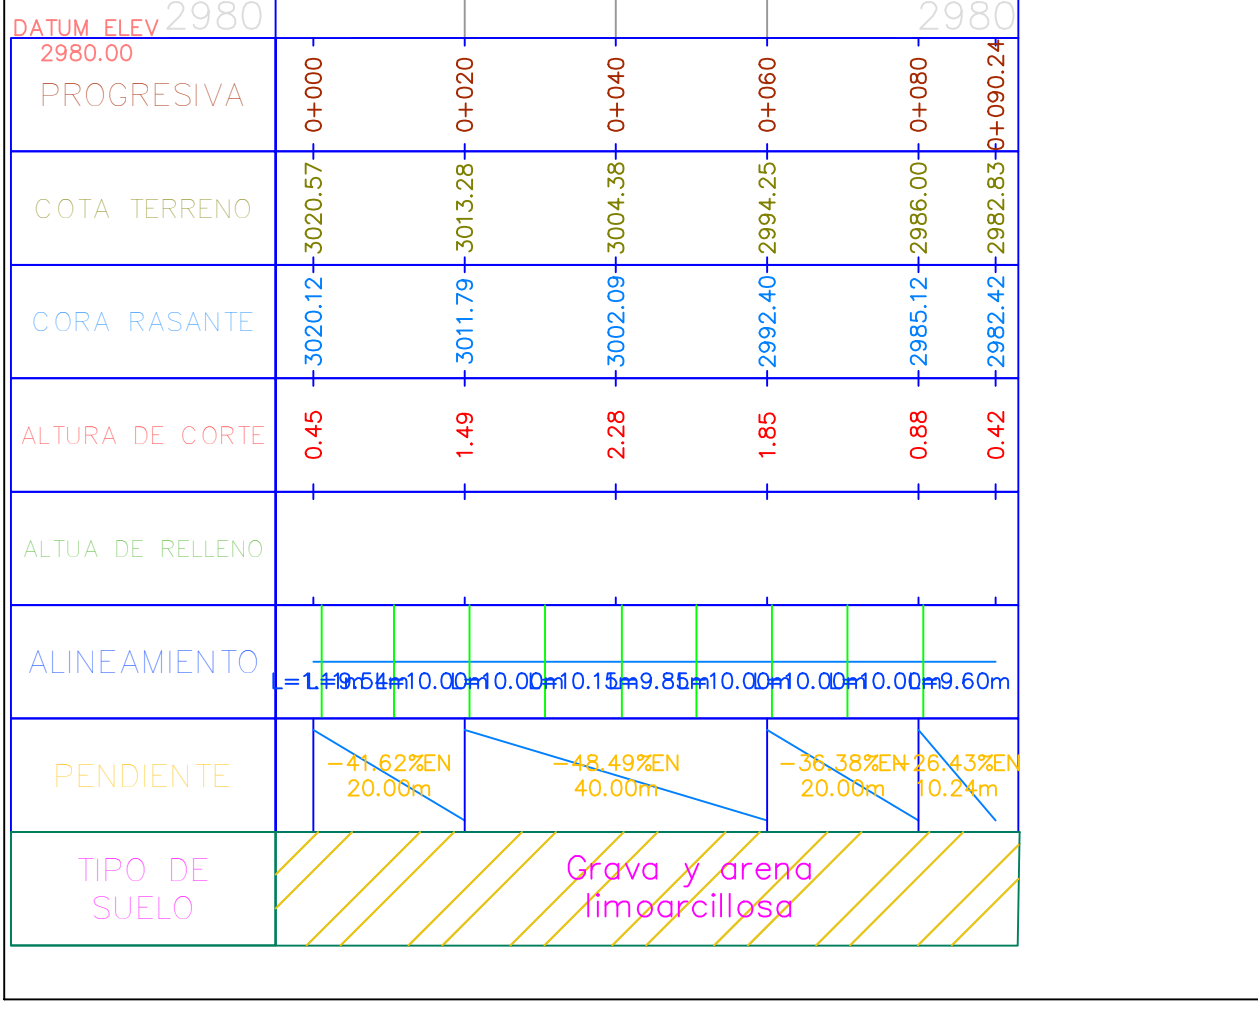 2980 2980
DATUM ELEV
2980.00
PROGRESIVA 0+000 0+020 0+040 0+060 0+080 0+090.24
COTA TERRENO 3020.57 3013.28 3004.38 2994.25 2986.00 2982.83
CORA RASANTE 3020.12 3011.79 3002.09 2992.40 2985.12 2982.42
ALTURA DE CORTE 0.45 1.49 2.28 1.85 0.88 0.42
ALTUA DE RELLENO
ALINEAMIENTO L=1.11m L=9.54m L=10.00m L=10.00m L=10.15m L=9.85m L=10.00m L=10.00m L=10.00m L=9.60m
PENDIENTE
-41.62%EN -48.49%EN -36.38%EN -26.43%EN
20.00m 40.00m 20.00m 10.24m
TIPO DE
SUELO
Grava y arena
limoarcillosa